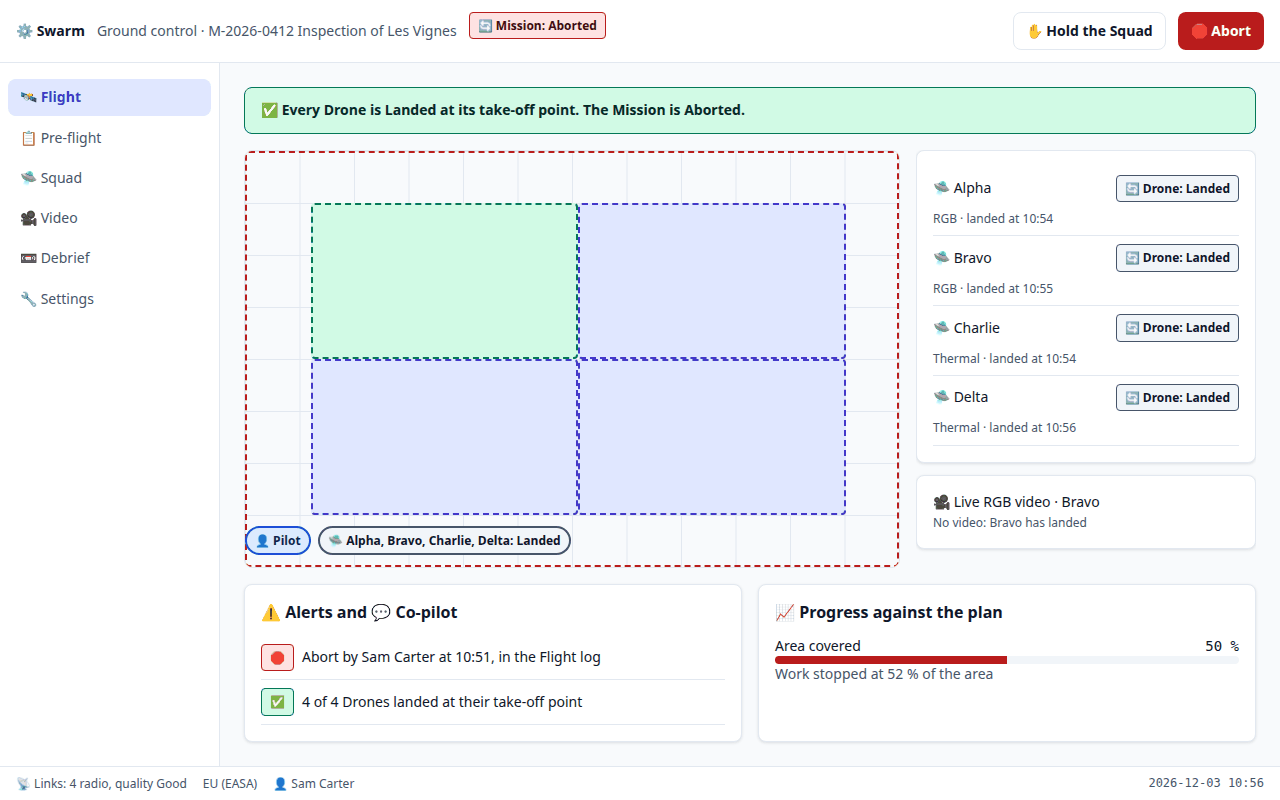 ⚙️ Swarm
Ground control · M-2026-0412 Inspection of Les Vignes
🔄 Mission: Aborted
✋ Hold the Squad
🛑 Abort
🛰️ Flight
📋 Pre-flight
🛸 Squad
🎥 Video
📼 Debrief
🔧 Settings
✅ Every Drone is Landed at its take-off point. The Mission is Aborted.
👤 Pilot
🛸 Alpha, Bravo, Charlie, Delta: Landed
🛸 Alpha
🔄 Drone: Landed
RGB · landed at 10:54
🛸 Bravo
🔄 Drone: Landed
RGB · landed at 10:55
🛸 Charlie
🔄 Drone: Landed
Thermal · landed at 10:54
🛸 Delta
🔄 Drone: Landed
Thermal · landed at 10:56
🎥 Live RGB video · Bravo
No video: Bravo has landed
⚠️ Alerts and 💬 Co-pilot
🛑 Abort by Sam Carter at 10:51, in the Flight log
✅ 4 of 4 Drones landed at their take-off point
📈 Progress against the plan
Area covered
50 %
Work stopped at 52 % of the area
📡 Links: 4 radio, quality Good
EU (EASA)
👤 Sam Carter
2026-12-03 10:56